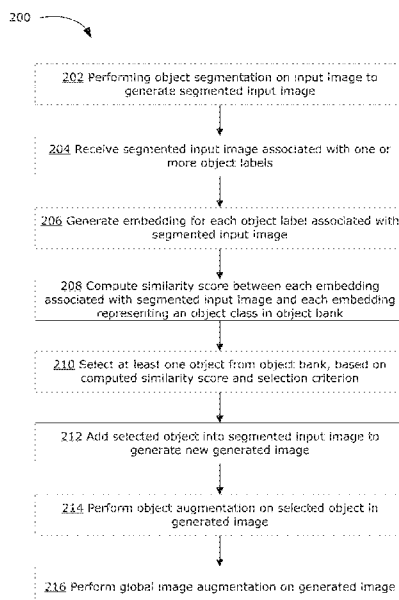 200
202 Performing object segmentation on input image to
generate segmented input image
204 Receive segmented input image associated with one or
more object labels
206 Generate embedding for each object label associated with
segmented input image
208 Compute similarity score between each embedding
associated with segmented input image and each embedding
representing an object class in object bank
210 Select at least one object from object bank, based on
computed similarity score and selection criterion
212 Add selected object into segmented input image to
generate new generated image
214 Perform object augmentation on selected object in
generated image
216 Perform global image augmentation on generated image